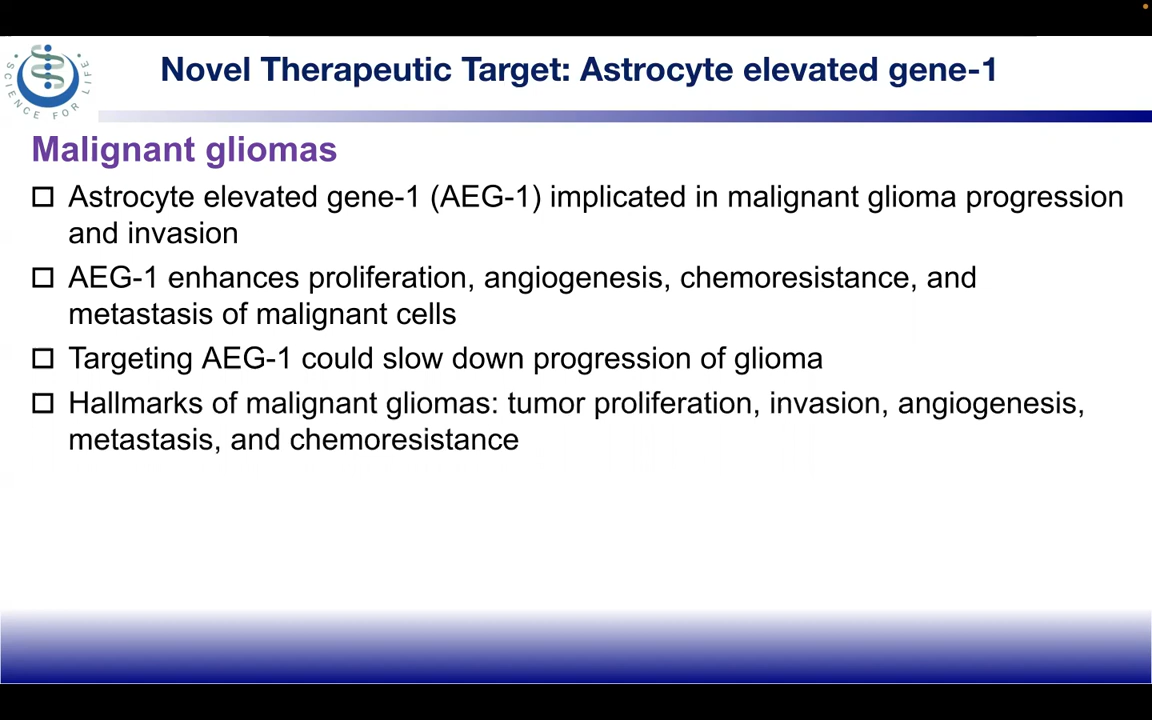 SCIENCE FOR LIFE
Novel Therapeutic Target: Astrocyte elevated gene-1
Malignant gliomas
Astrocyte elevated gene-1 (AEG-1) implicated in malignant glioma progression
and invasion
AEG-1 enhances proliferation, angiogenesis, chemoresistance, and
metastasis of malignant cells
Targeting AEG-1 could slow down progression of glioma
Hallmarks of malignant gliomas: tumor proliferation, invasion, angiogenesis,
metastasis, and chemoresistance